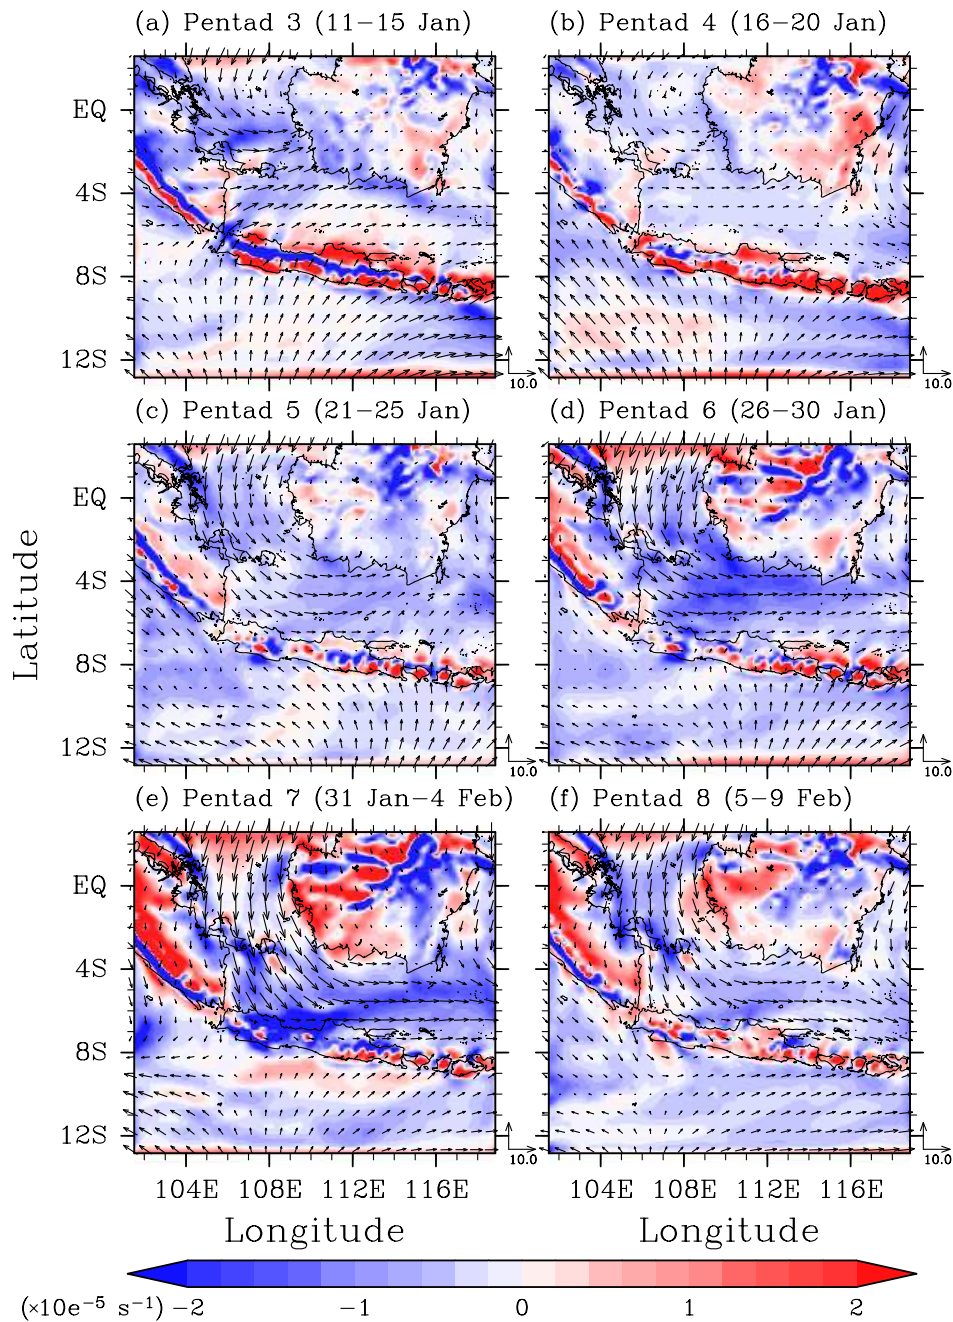 (a) Pentad 3 (11−15 Jan)
(b) Pentad 4 (16−20 Jan)
EQ
4S
8S
12S
10.0
10.0
(c) Pentad 5 (21−25 Jan)
(d) Pentad 6 (26−30 Jan)
EQ
4S
8S
12S
10.0
10.0
Latitude
(e) Pentad 7 (31 Jan−4 Feb)
(f) Pentad 8 (5−9 Feb)
EQ
4S
8S
12S
10.0
10.0
104E 108E 112E 116E
104E 108E 112E 116E
Longitude
Longitude
(×10e⁻⁵ s⁻¹) −2 −1 0 1 2